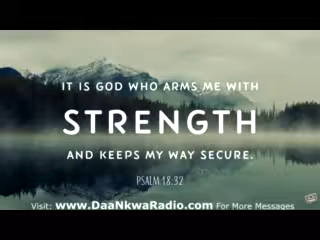 IT IS GOD WHO ARMS ME WITH
STRENGTH
AND KEEPS MY WAY SECURE.
PSALM 18:32
Visit: www.DaaNkwaRadio.com For More Messages